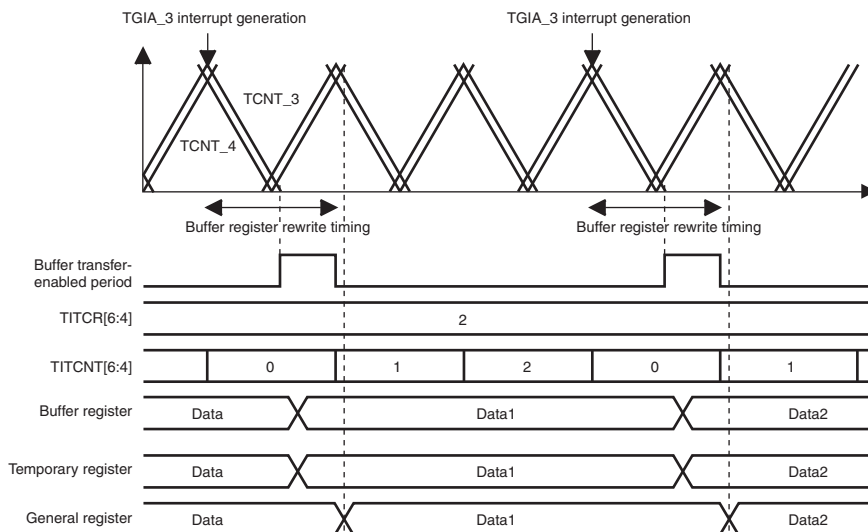 TGIA_3 interrupt generation
TGIA_3 interrupt generation
TCNT_3
TCNT_4
Buffer register rewrite timing
Buffer register rewrite timing
Buffer transfer-
enabled period
TITCR[6:4]
2
TITCNT[6:4]
0
1
2
0
1
Buffer register
Data
Data1
Data2
Temporary register
Data
Data1
Data2
General register
Data
Data1
Data2